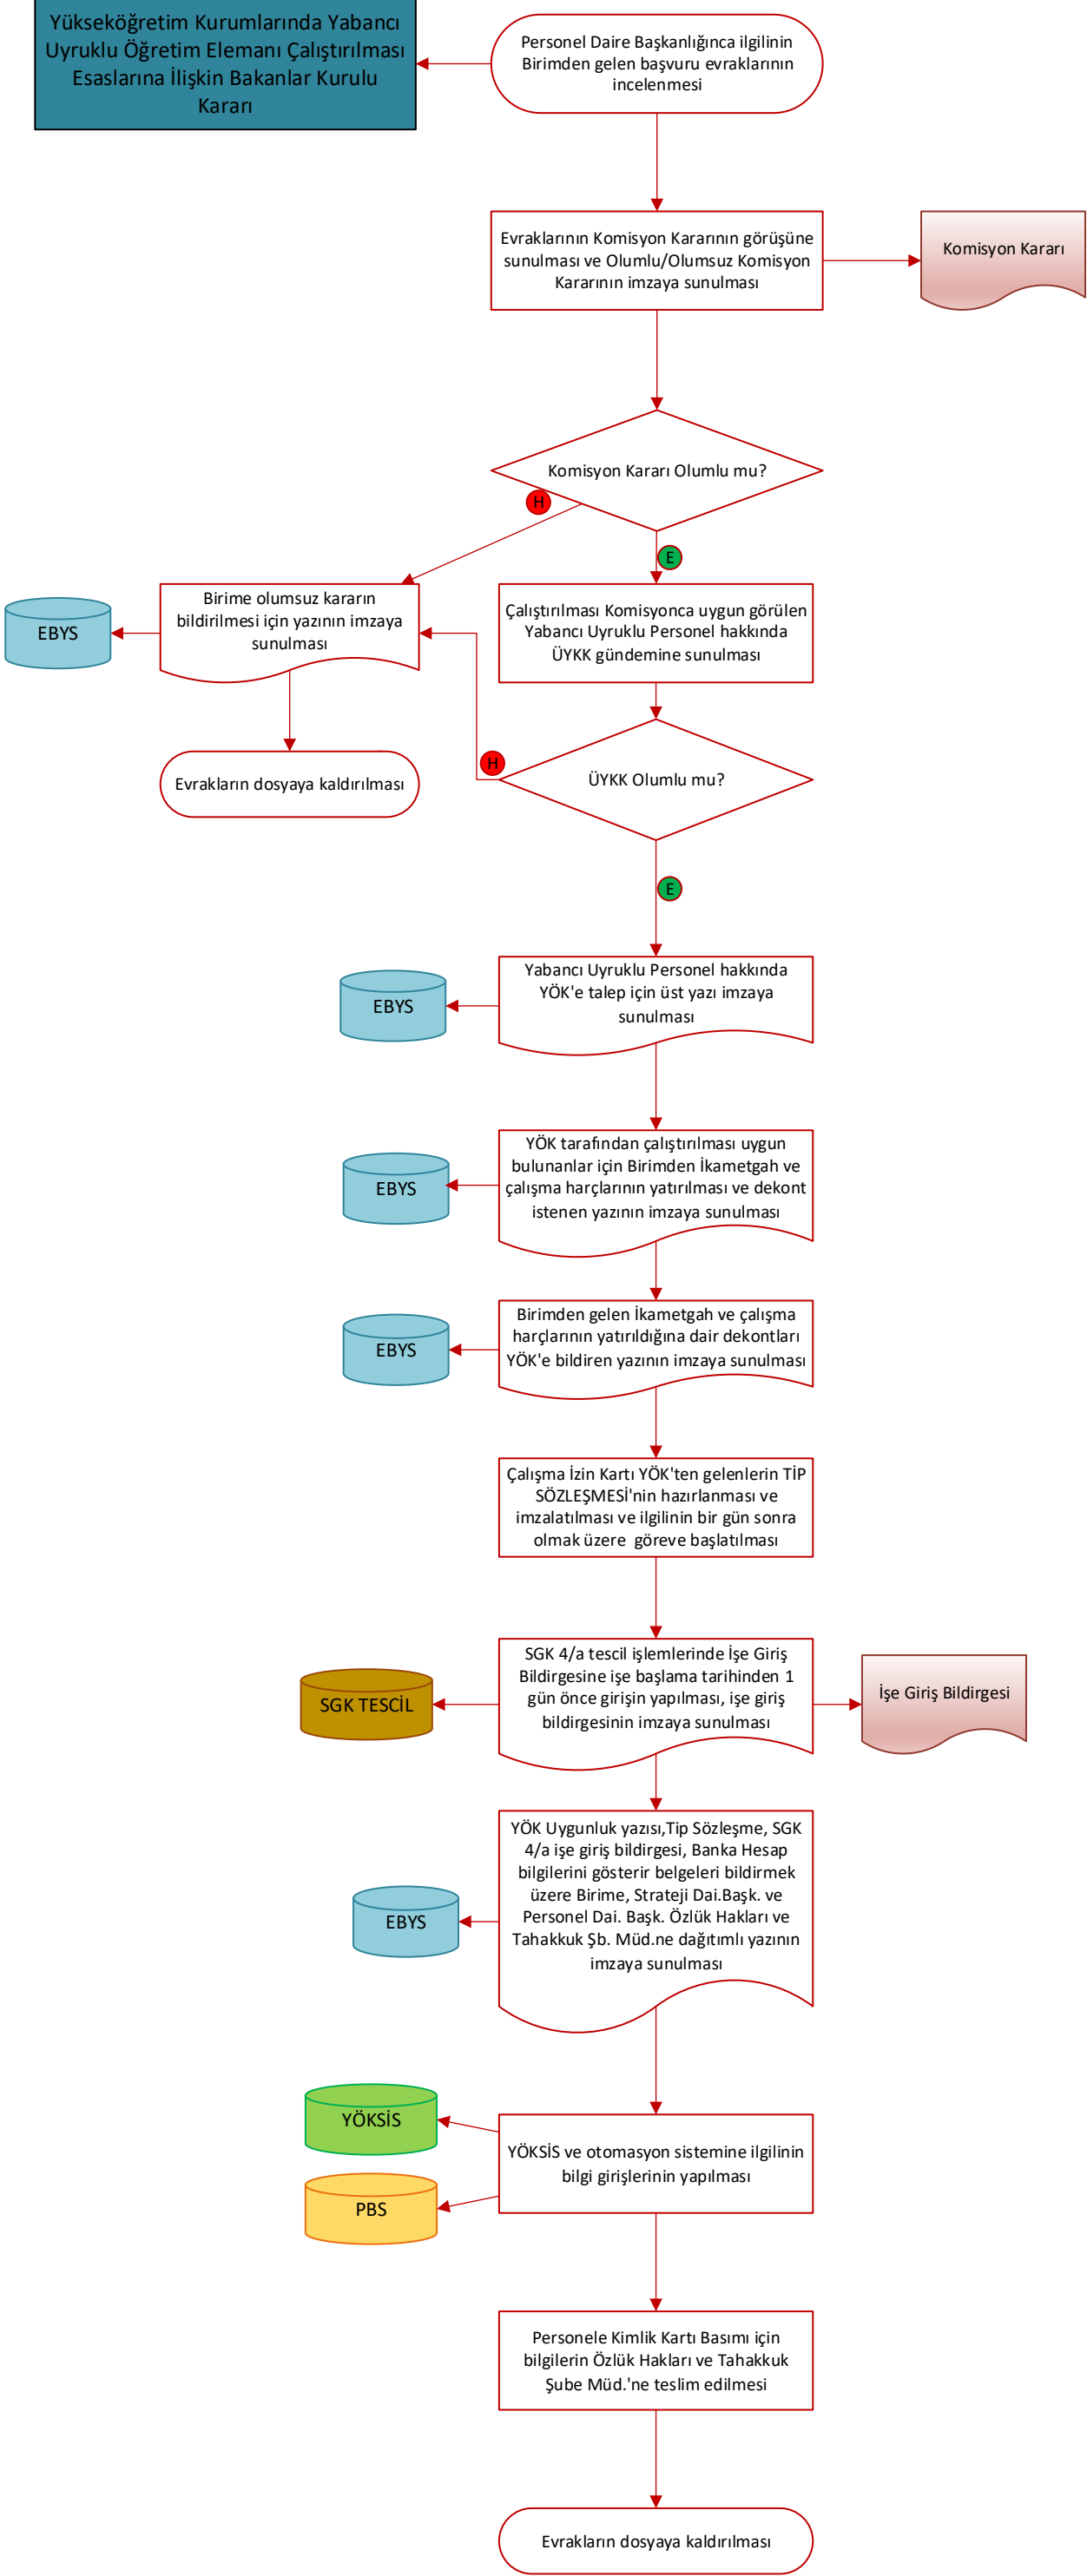 Yükseköğretim Kurumlarında Yabancı
Uyruklu Öğretim Elemanı Çalıştırılması
Esaslarına İlişkin Bakanlar Kurulu
Kararı
Personel Daire Başkanlığınca ilgilinin
Birimden gelen başvuru evraklarının
incelenmesi
Evraklarının Komisyon Kararının görüşüne
sunulması ve Olumlu/Olumsuz Komisyon
Kararının imzaya sunulması
Komisyon Kararı
Komisyon Kararı Olumlu mu?
H
E
EBYS
Birime olumsuz kararın
bildirilmesi için yazının imzaya
sunulması
Çalıştırılması Komisyonca uygun görülen
Yabancı Uyruklu Personel hakkında
ÜYKK gündemine sunulması
Evrakların dosyaya kaldırılması
H
ÜYKK Olumlu mu?
E
EBYS
Yabancı Uyruklu Personel hakkında
YÖK'e talep için üst yazı imzaya
sunulması
EBYS
YÖK tarafından çalıştırılması uygun
bulunanlar için Birimden İkametgah ve
çalışma harçlarının yatırılması ve dekont
istenen yazının imzaya sunulması
EBYS
Birimden gelen İkametgah ve çalışma
harçlarının yatırıldığına dair dekontları
YÖK'e bildiren yazının imzaya sunulması
Çalışma İzin Kartı YÖK'ten gelenlerin TİP
SÖZLEŞMESİ'nin hazırlanması ve
imzalatılması ve ilgilinin bir gün sonra
olmak üzere  göreve başlatılması
SGK TESCİL
SGK 4/a tescil işlemlerinde İşe Giriş
Bildirgesine işe başlama tarihinden 1
gün önce girişin yapılması, işe giriş
bildirgesinin imzaya sunulması
İşe Giriş Bildirgesi
EBYS
YÖK Uygunluk yazısı,Tip Sözleşme, SGK
4/a işe giriş bildirgesi, Banka Hesap
bilgilerini gösterir belgeleri bildirmek
üzere Birime, Strateji Dai.Başk. ve
Personel Dai. Başk. Özlük Hakları ve
Tahakkuk Şb. Müd.ne dağıtımlı yazının
imzaya sunulması
YÖKSİS
PBS
YÖKSİS ve otomasyon sistemine ilgilinin
bilgi girişlerinin yapılması
Personele Kimlik Kartı Basımı için
bilgilerin Özlük Hakları ve Tahakkuk
Şube Müd.'ne teslim edilmesi
Evrakların dosyaya kaldırılması